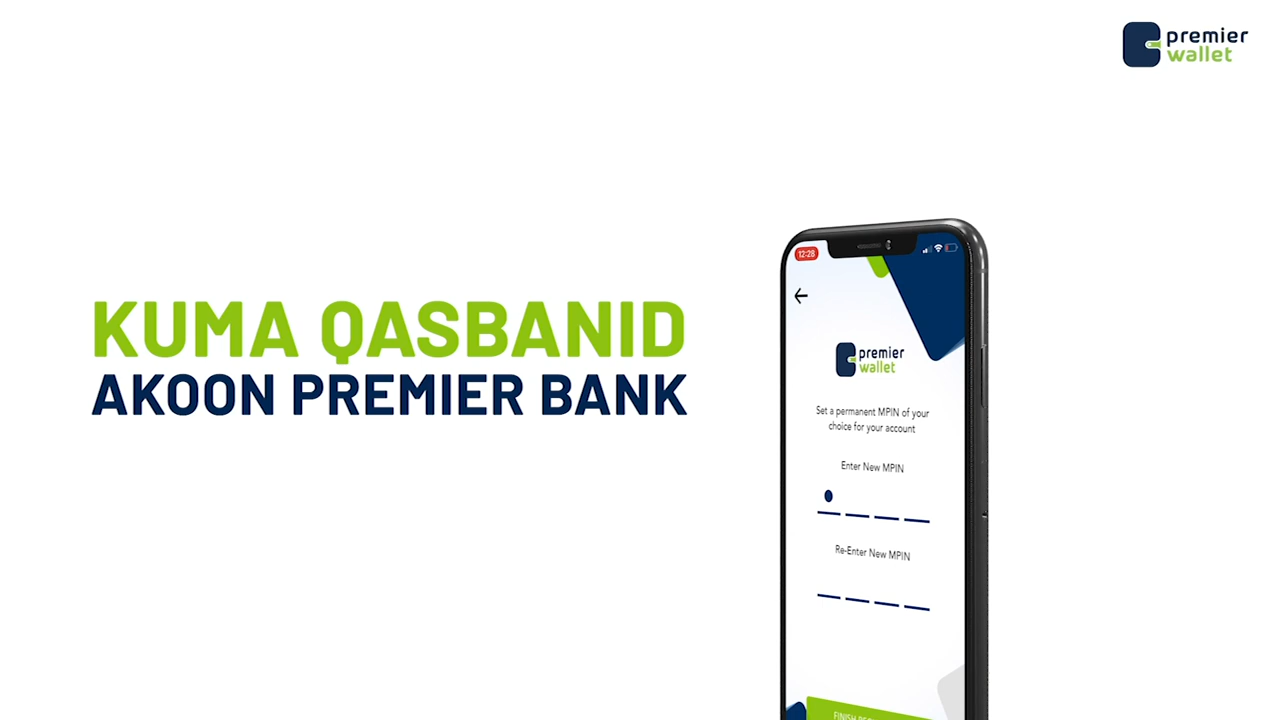 premier
wallet
KUMA QASBANID
AKOON PREMIER BANK
12:28
premier
wallet
Set a permanent MPIN of your
choice for your account
Enter New MPIN
Re-Enter New MPIN
FINISH